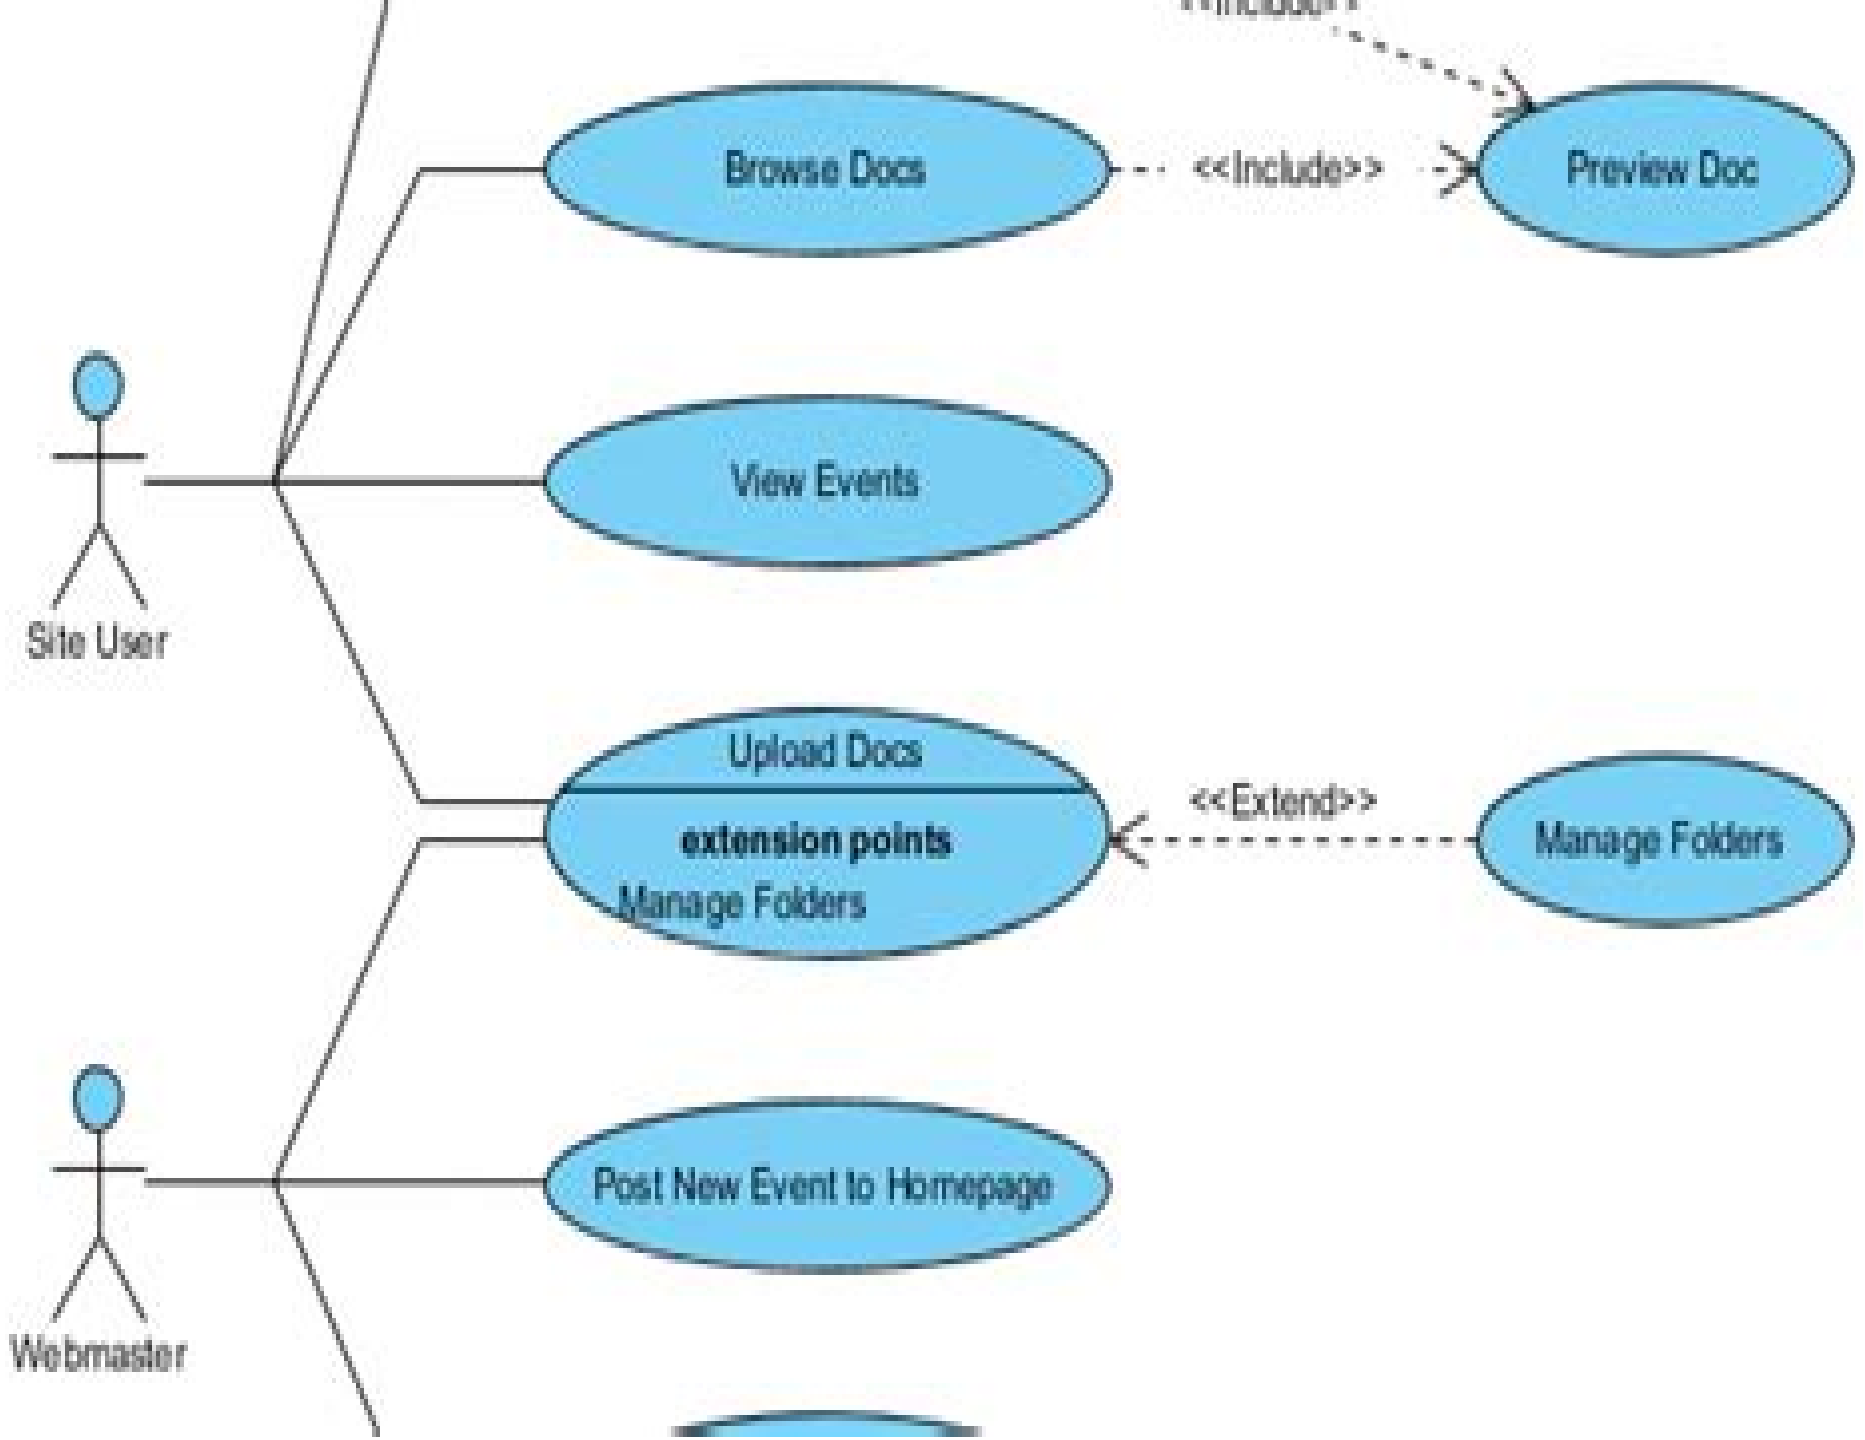 <<Include>>
Browse Docs
<<Include>>
Preview Doc
View Events
Site User
Upload Docs
extension points
Manage Folders
<<Extend>>
Manage Folders
Post New Event to Homepage
Webmaster